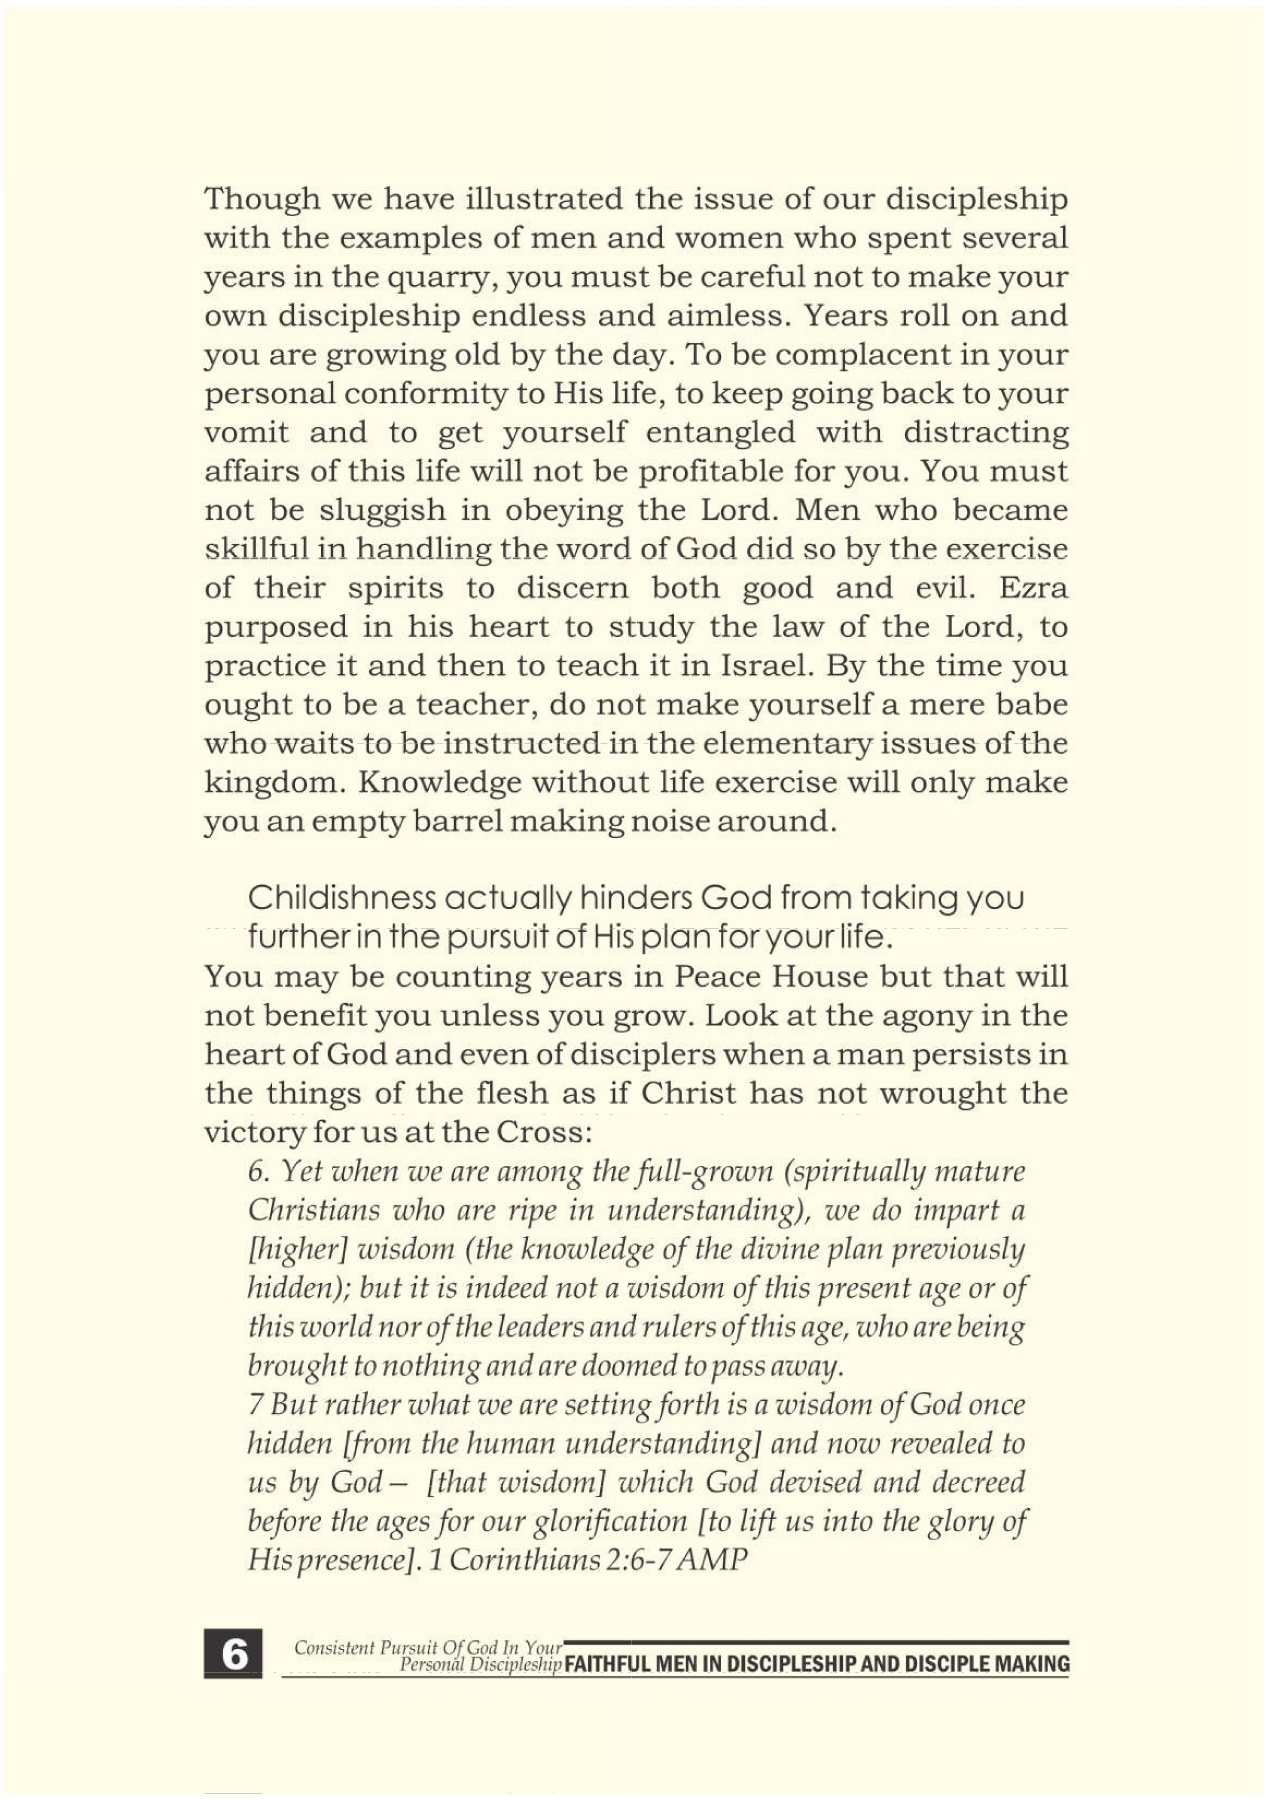 Though we have illustrated the issue of our discipleship
with the examples of men and women who spent several
years in the quarry, you must be careful not to make your
own discipleship endless and aimless. Years roll on and
you are growing old by the day. To be complacent in your
personal conformity to His life, to keep going back to your
vomit and to get yourself entangled with distracting
affairs of this life will not be profitable for you. You must
not be sluggish in obeying the Lord. Men who became
skillful in handling the word of God did so by the exercise
of their spirits to discern both good and evil. Ezra
purposed in his heart to study the law of the Lord, to
practice it and then to teach it in Israel. By the time you
ought to be a teacher, do not make yourself a mere babe
who waits to be instructed in the elementary issues of the
kingdom. Knowledge without life exercise will only make
you an empty barrel making noise around.
Childishness actually hinders God from taking you
further in the pursuit of His plan for your life.
You may be counting years in Peace House but that will
not benefit you unless you grow. Look at the agony in the
heart of God and even of disciplers when a man persists in
the things of the flesh as if Christ has not wrought the
victory for us at the Cross:
6. Yet when we are among the full-grown (spiritually mature
Christians who are ripe in understanding), we do impart a
[higher] wisdom (the knowledge of the divine plan previously
hidden); but it is indeed not a wisdom of this present age or of
this world nor of the leaders and rulers of this age, who are being
brought to nothing and are doomed to pass away.
7 But rather what we are setting forth is a wisdom of God once
hidden [from the human understanding] and now revealed to
us by God— [that wisdom] which God devised and decreed
before the ages for our glorification [to lift us into the glory of
His presence]. 1 Corinthians 2:6-7 AMP
6
Consistent Pursuit Of God In Your
Personal Discipleship FAITHFUL MEN IN DISCIPLESHIP AND DISCIPLE MAKING